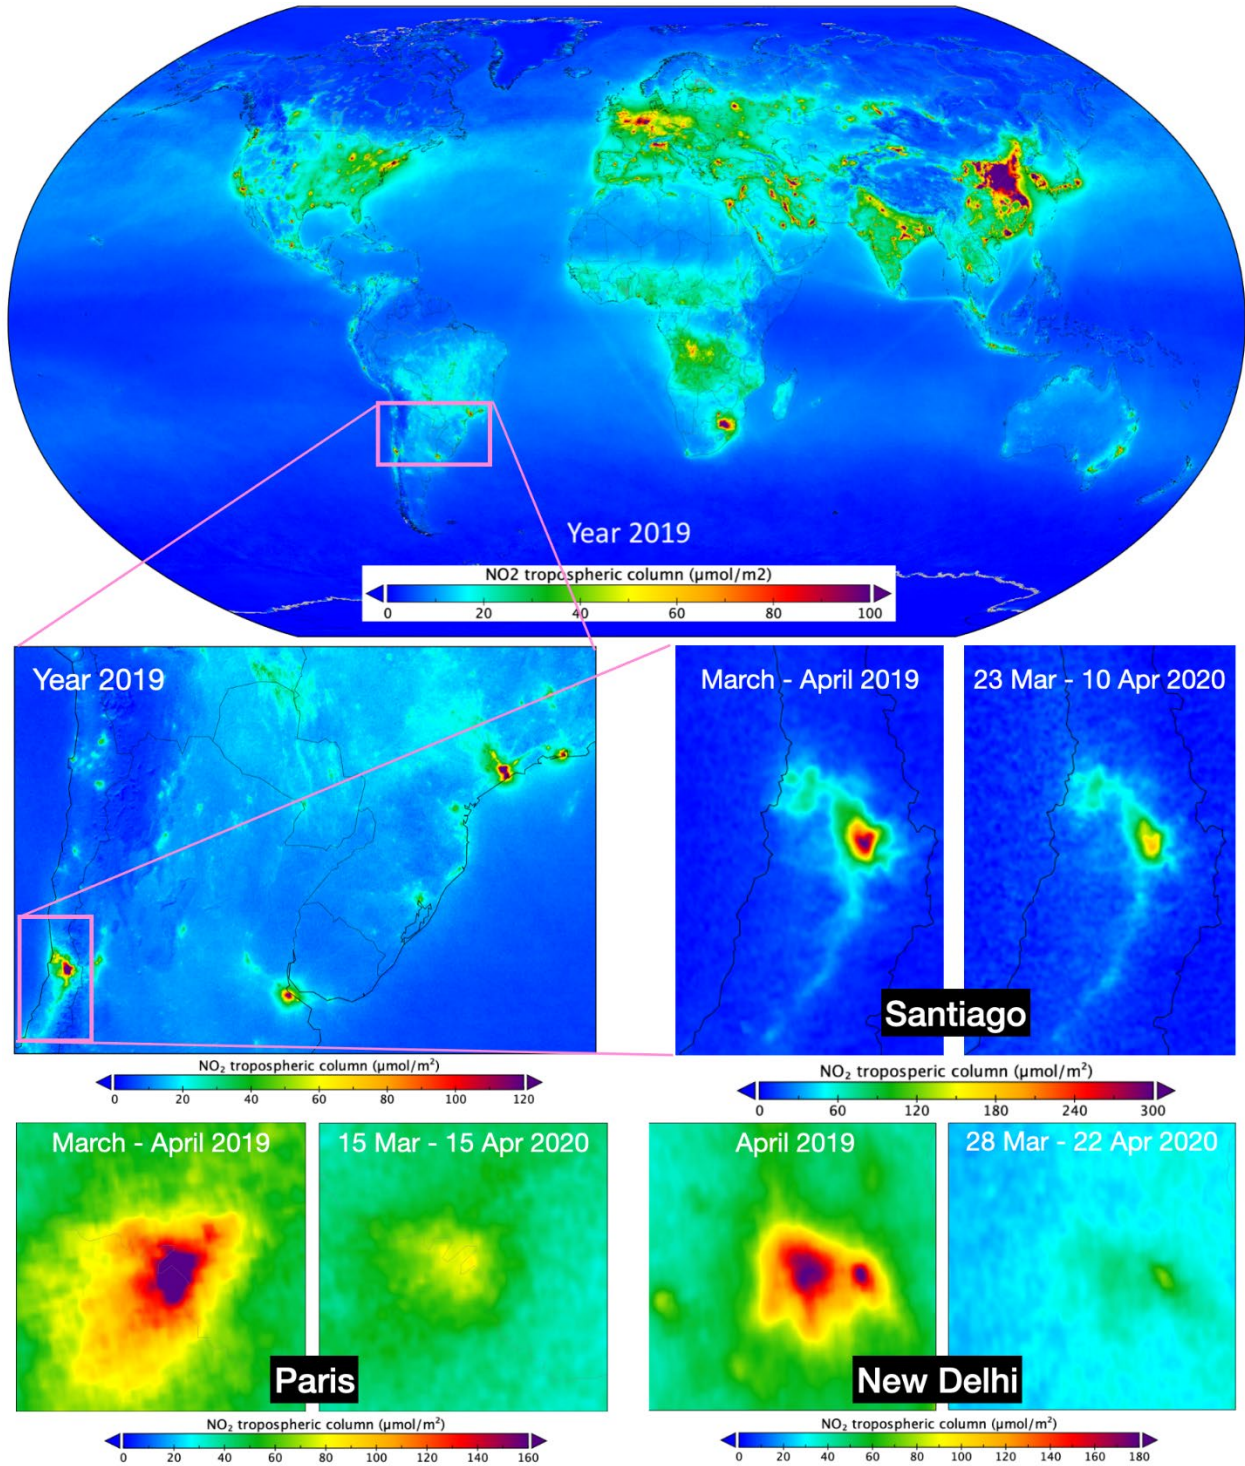 Year 2019
NO2 tropospheric column (µmol/m2)
0 20 40 60 80 100
Year 2019
March - April 2019
23 Mar - 10 Apr 2020
Santiago
NO₂ tropospheric column (µmol/m²)
0 20 40 60 80 100 120
NO₂ troposperic column (µmol/m²)
0 60 120 180 240 300
March - April 2019
15 Mar - 15 Apr 2020
Paris
April 2019
28 Mar - 22 Apr 2020
New Delhi
NO₂ tropospheric column (µmol/m²)
0 20 40 60 80 100 120 140 160
NO₂ tropospheric column (µmol/m²)
0 20 40 60 80 100 120 140 160 180